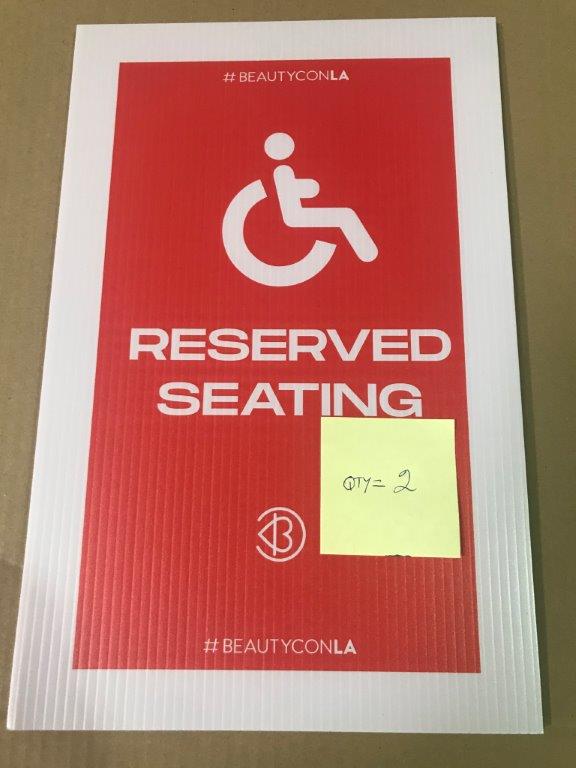 # BEAUTYCONLA
RESERVED
SEATING
QTY = 2
B
# BEAUTYCONLA